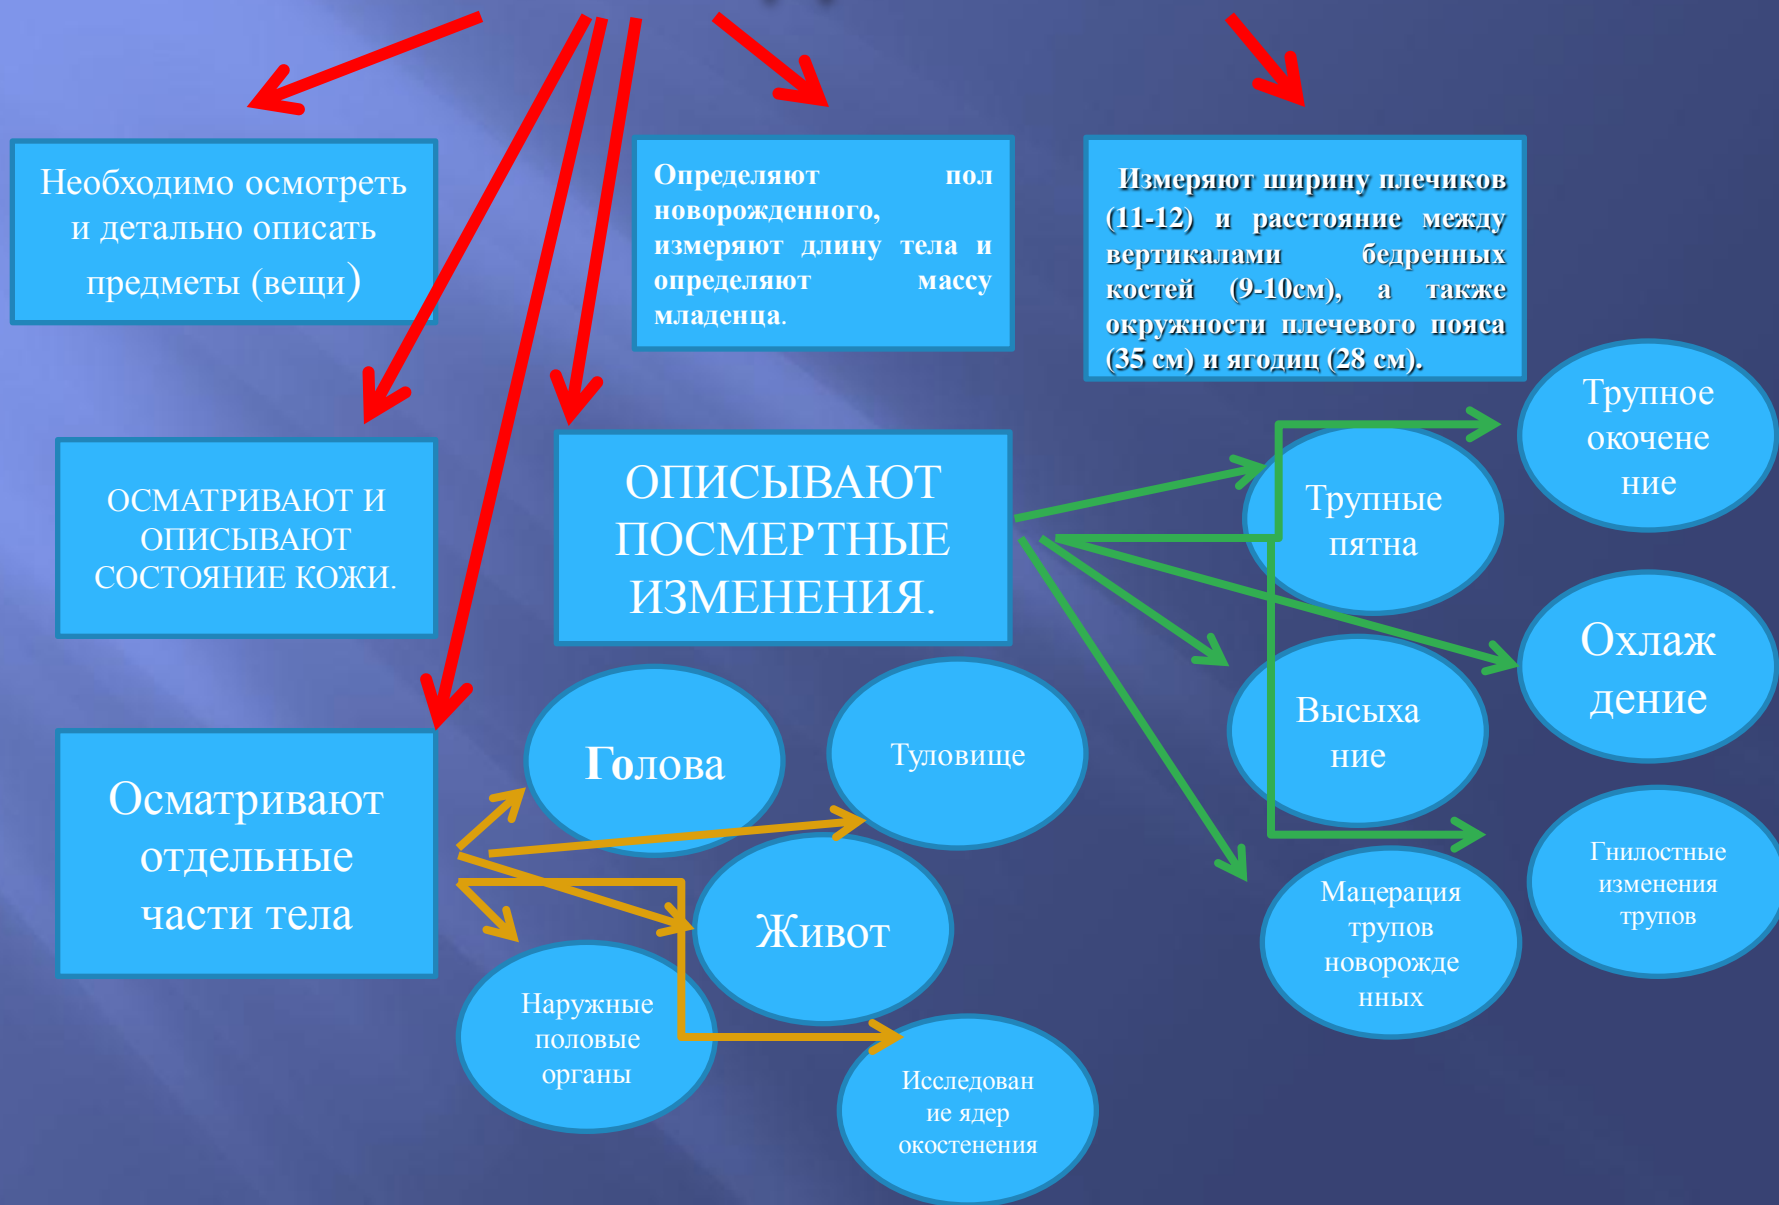 Необходимо осмотреть
и детально описать
предметы (вещи)
Определяют пол
новорожденного,
измеряют длину тела и
определяют массу
младенца.
Измеряют ширину плечиков
(11-12) и расстояние между
вертикалами бедренных
костей (9-10см), а также
окружности плечевого пояса
(35 см) и ягодиц (28 см).
ОСМАТРИВАЮТ И
ОПИСЫВАЮТ
СОСТОЯНИЕ КОЖИ.
ОПИСЫВАЮТ
ПОСМЕРТНЫЕ
ИЗМЕНЕНИЯ.
Трупные
пятна
Трупное
окочене
ние
Высыха
ние
Охлаж
дение
Мацерация
трупов
новорожде
нных
Гнилостные
изменения
трупов
Осматривают
отдельные
части тела
Голова
Туловище
Живот
Наружные
половые
органы
Исследован
ие ядер
окостенения